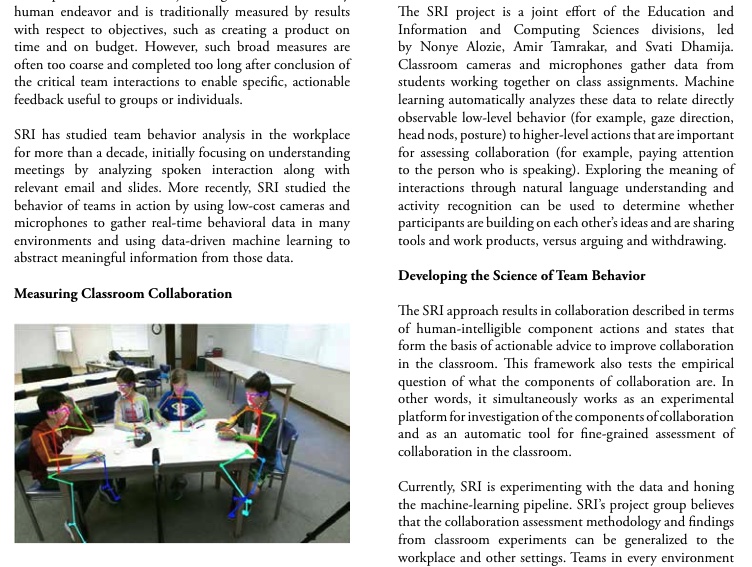 human endeavor and is traditionally measured by results
with respect to objectives, such as creating a product on
time and on budget. However, such broad measures are
often too coarse and completed too long after conclusion of
the critical team interactions to enable specific, actionable
feedback useful to groups or individuals.
SRI has studied team behavior analysis in the workplace
for more than a decade, initially focusing on understanding
meetings by analyzing spoken interaction along with
relevant email and slides. More recently, SRI studied the
behavior of teams in action by using low-cost cameras and
microphones to gather real-time behavioral data in many
environments and using data-driven machine learning to
abstract meaningful information from those data.
Measuring Classroom Collaboration
The SRI project is a joint effort of the Education and
Information and Computing Sciences divisions, led
by Nonye Alozie, Amir Tamrakar, and Svati Dhamija.
Classroom cameras and microphones gather data from
students working together on class assignments. Machine
learning automatically analyzes these data to relate directly
observable low-level behavior (for example, gaze direction,
head nods, posture) to higher-level actions that are important
for assessing collaboration (for example, paying attention
to the person who is speaking). Exploring the meaning of
interactions through natural language understanding and
activity recognition can be used to determine whether
participants are building on each other's ideas and are sharing
tools and work products, versus arguing and withdrawing.
Developing the Science of Team Behavior
The SRI approach results in collaboration described in terms
of human-intelligible component actions and states that
form the basis of actionable advice to improve collaboration
in the classroom. This framework also tests the empirical
question of what the components of collaboration are. In
other words, it simultaneously works as an experimental
platform for investigation of the components of collaboration
and as an automatic tool for fine-grained assessment of
collaboration in the classroom.
Currently, SRI is experimenting with the data and honing
the machine-learning pipeline. SRI's project group believes
that the collaboration assessment methodology and findings
from classroom experiments can be generalized to the
workplace and other settings. Teams in every environment